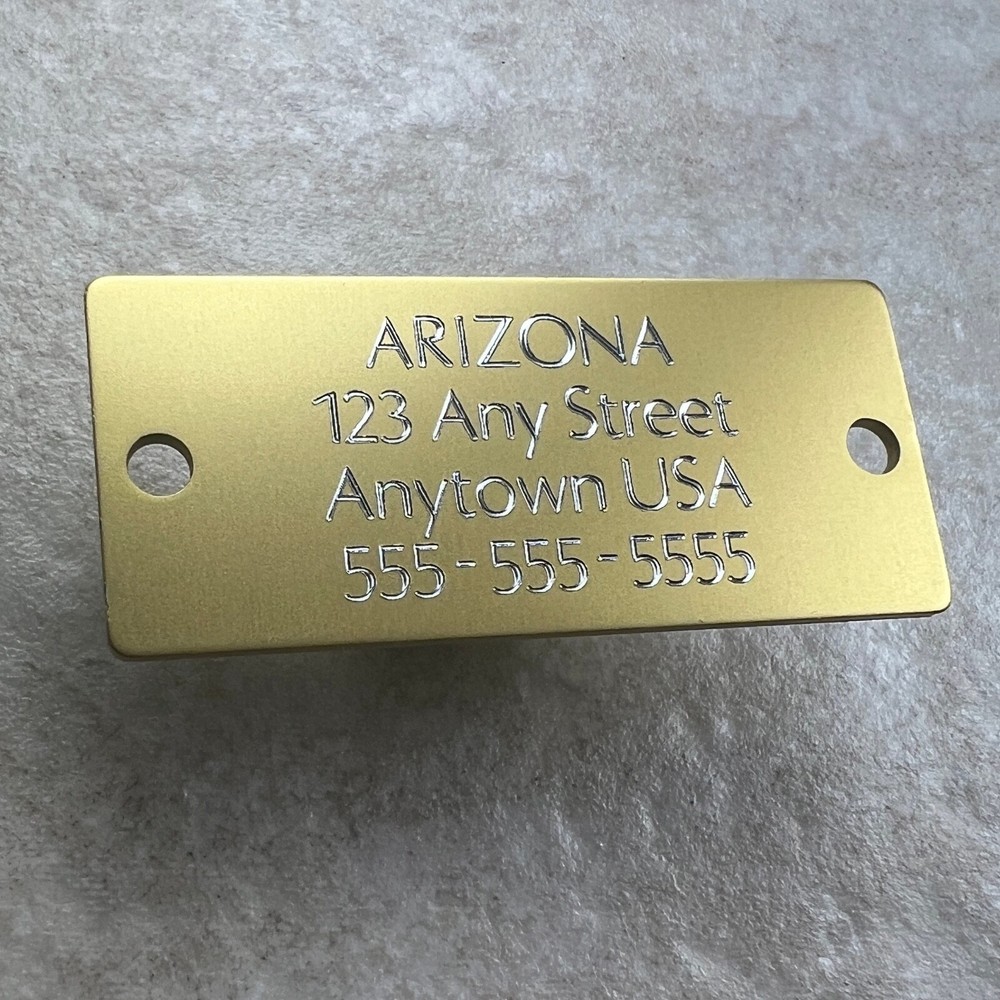 ARIZONA
123 Any Street
Anytown USA
555-555-5555